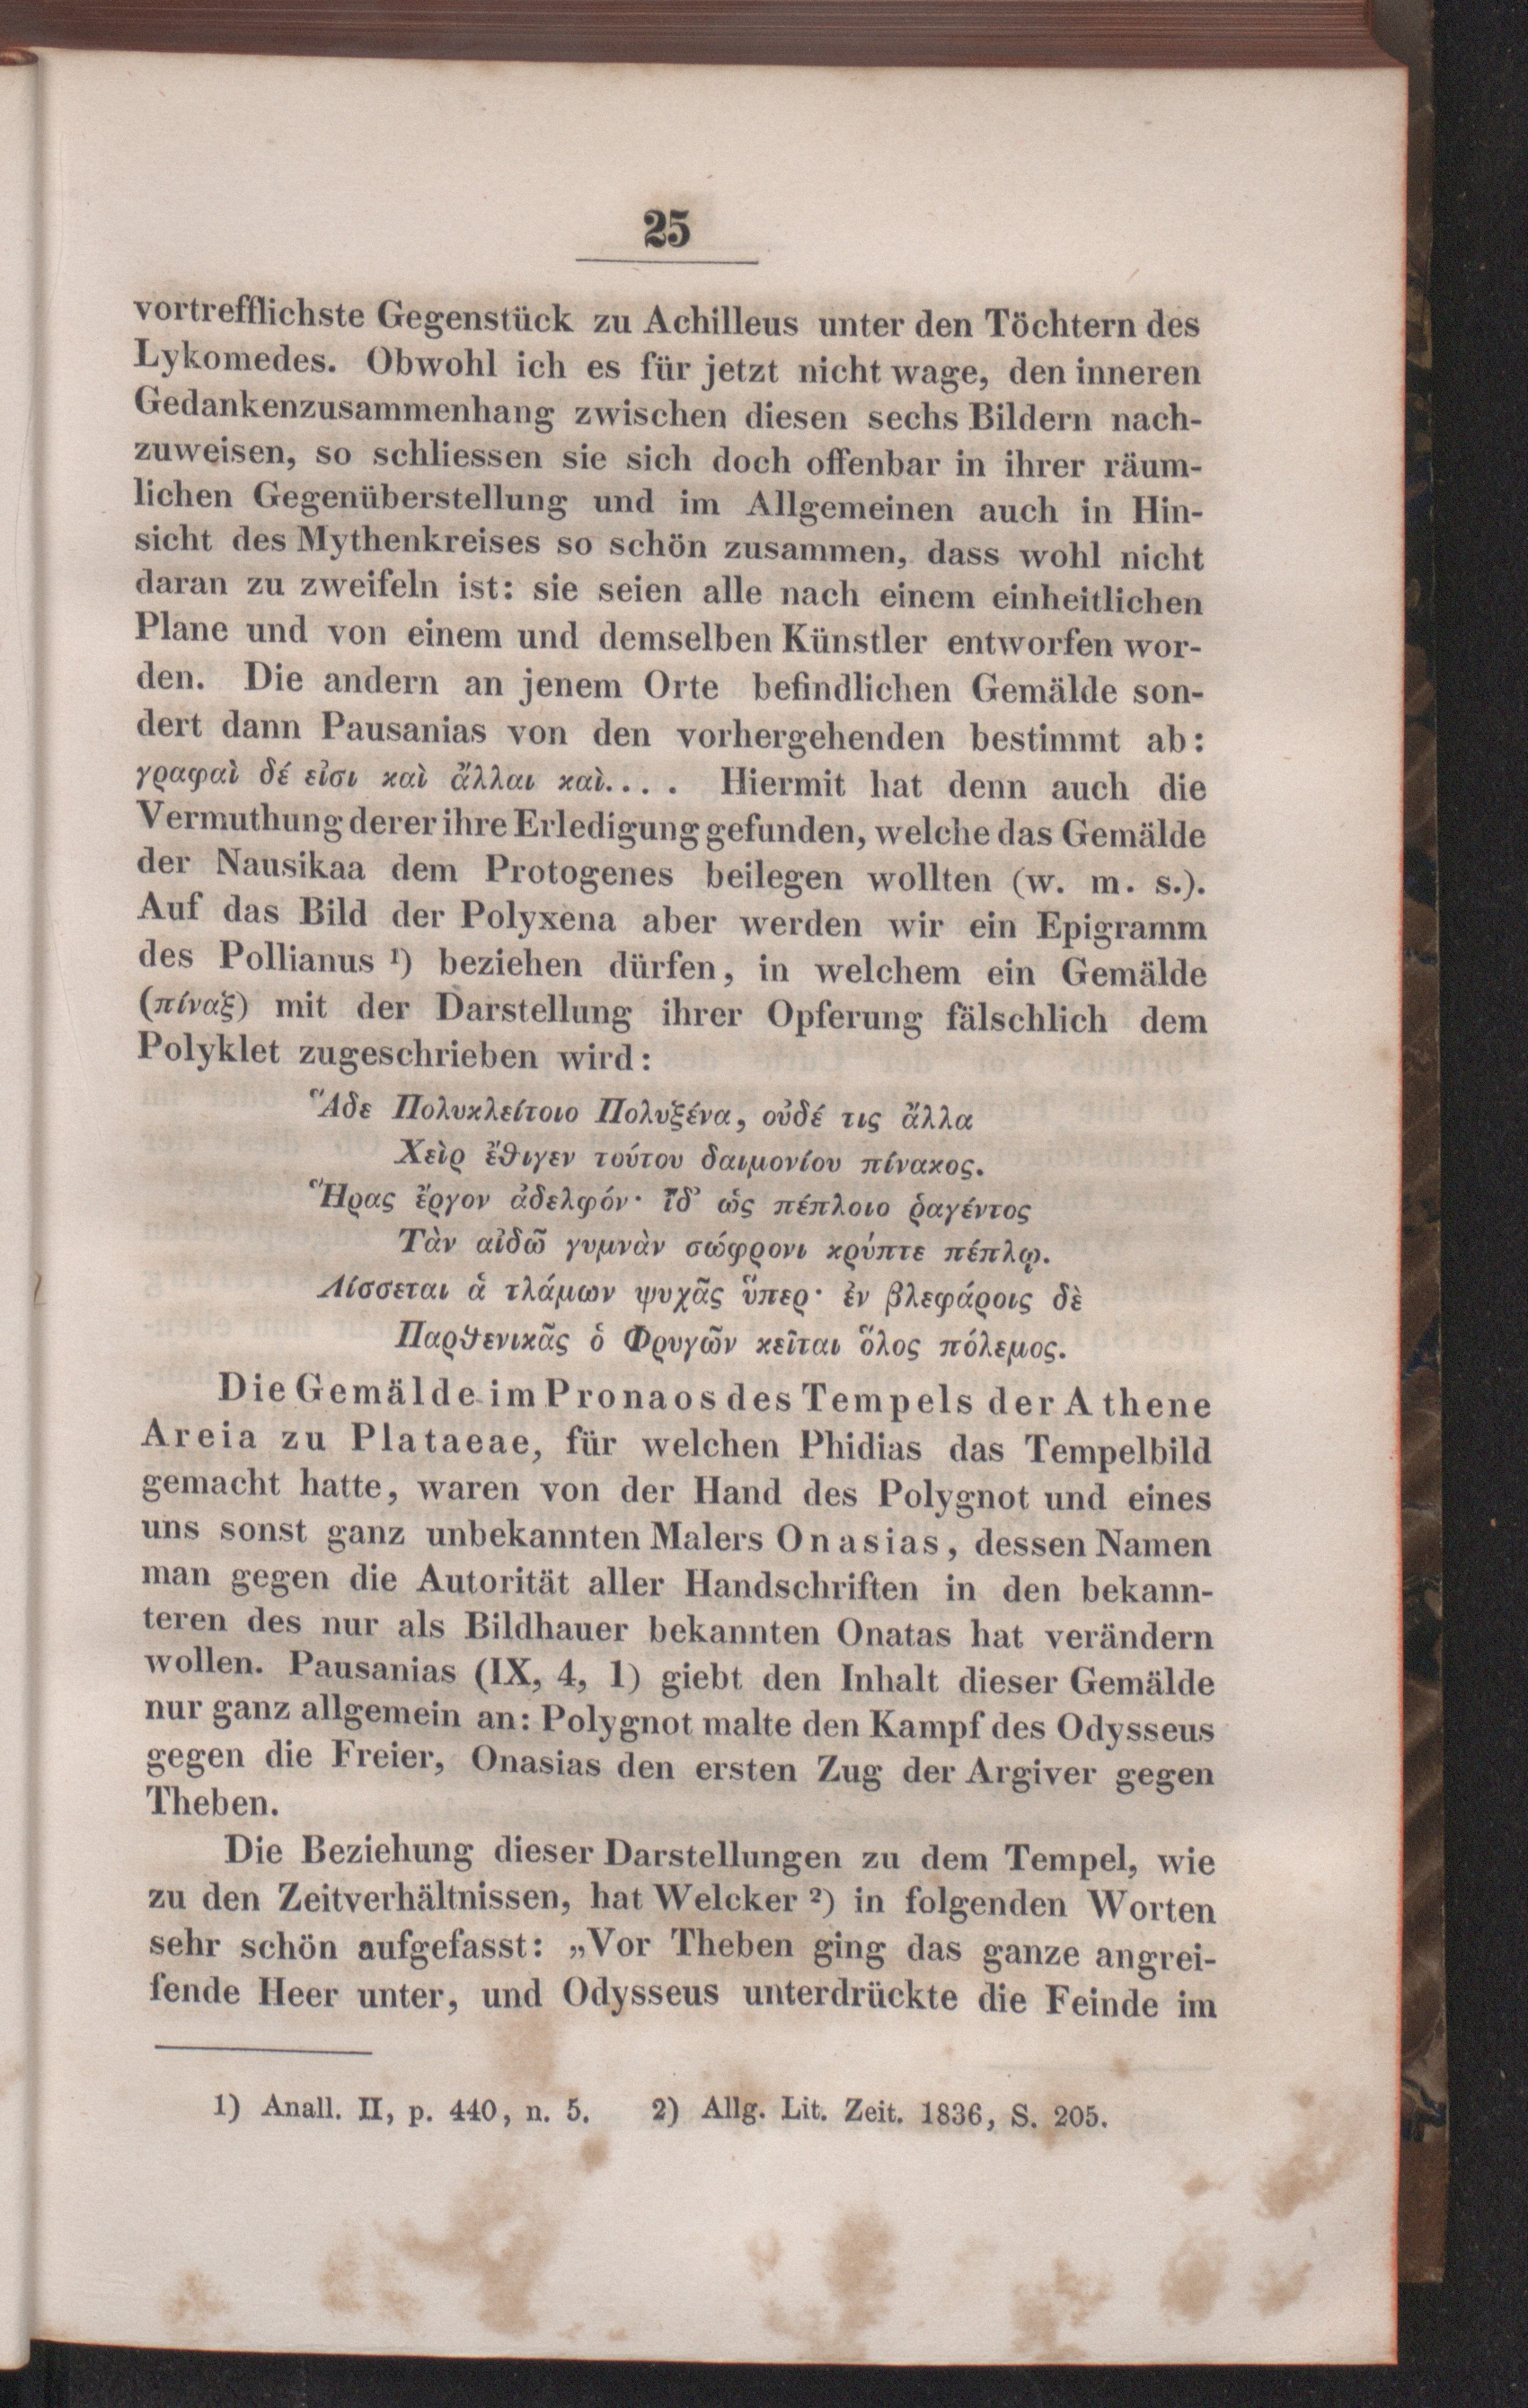 25
vortrefflichste Gegenstück zu Achilleus unter den Töchtern des
Lykomedes. Obwohl ich es für jetzt nicht wage, den inneren
Gedankenzusammenhang zwischen diesen sechs Bildern nach-
zuweisen, so schliessen sie sich doch offenbar in ihrer räum-
lichen Gegenüberstellung und im Allgemeinen auch in Hin-
sicht des Mythenkreises so schön zusammen, dass wohl nicht
daran zu zweifeln ist: sie seien alle nach einem einheitlichen
Plane und von einem und demselben Künstler entworfen wor-
den. Die andern an jenem Orte befindlichen Gemälde son-
dert dann Pausanias von den vorhergehenden bestimmt ab:
γραφαὶ δέ εἰσι καὶ ἄλλαι καὶ.... Hiermit hat denn auch die
Vermuthung derer ihre Erledigung gefunden, welche das Gemälde
der Nausikaa dem Protogenes beilegen wollten (w. m. s.).
Auf das Bild der Polyxena aber werden wir ein Epigramm
des Pollianus ¹) beziehen dürfen, in welchem ein Gemälde
(πίναξ) mit der Darstellung ihrer Opferung fälschlich dem
Polyklet zugeschrieben wird:
Ἅδε Πολυκλείτοιο Πολυξένα, οὐδέ τις ἄλλα
Χεὶρ ἔθιγεν τούτου δαιμονίου πίνακος.
Ἥρας ἔργον ἀδελφόν· ἴδ' ὡς πέπλοιο ῥαγέντος
Τὰν αἰδῶ γυμνὰν σώφρονι κρύπτε πέπλῳ.
Λίσσεται ἁ τλάμων ψυχᾶς ὕπερ· ἐν βλεφάροις δὲ
Παρθενικᾶς ὁ Φρυγῶν κεῖται ὅλος πόλεμος.
Die Gemälde im Pronaos des Tempels der Athene
Areia zu Plataeae, für welchen Phidias das Tempelbild
gemacht hatte, waren von der Hand des Polygnot und eines
uns sonst ganz unbekannten Malers Onasias, dessen Namen
man gegen die Autorität aller Handschriften in den bekann-
teren des nur als Bildhauer bekannten Onatas hat verändern
wollen. Pausanias (IX, 4, 1) giebt den Inhalt dieser Gemälde
nur ganz allgemein an: Polygnot malte den Kampf des Odysseus
gegen die Freier, Onasias den ersten Zug der Argiver gegen
Theben.
Die Beziehung dieser Darstellungen zu dem Tempel, wie
zu den Zeitverhältnissen, hat Welcker ²) in folgenden Worten
sehr schön aufgefasst: „Vor Theben ging das ganze angrei-
fende Heer unter, und Odysseus unterdrückte die Feinde im
1) Anall. II, p. 440, n. 5. 2) Allg. Lit. Zeit. 1836, S. 205.